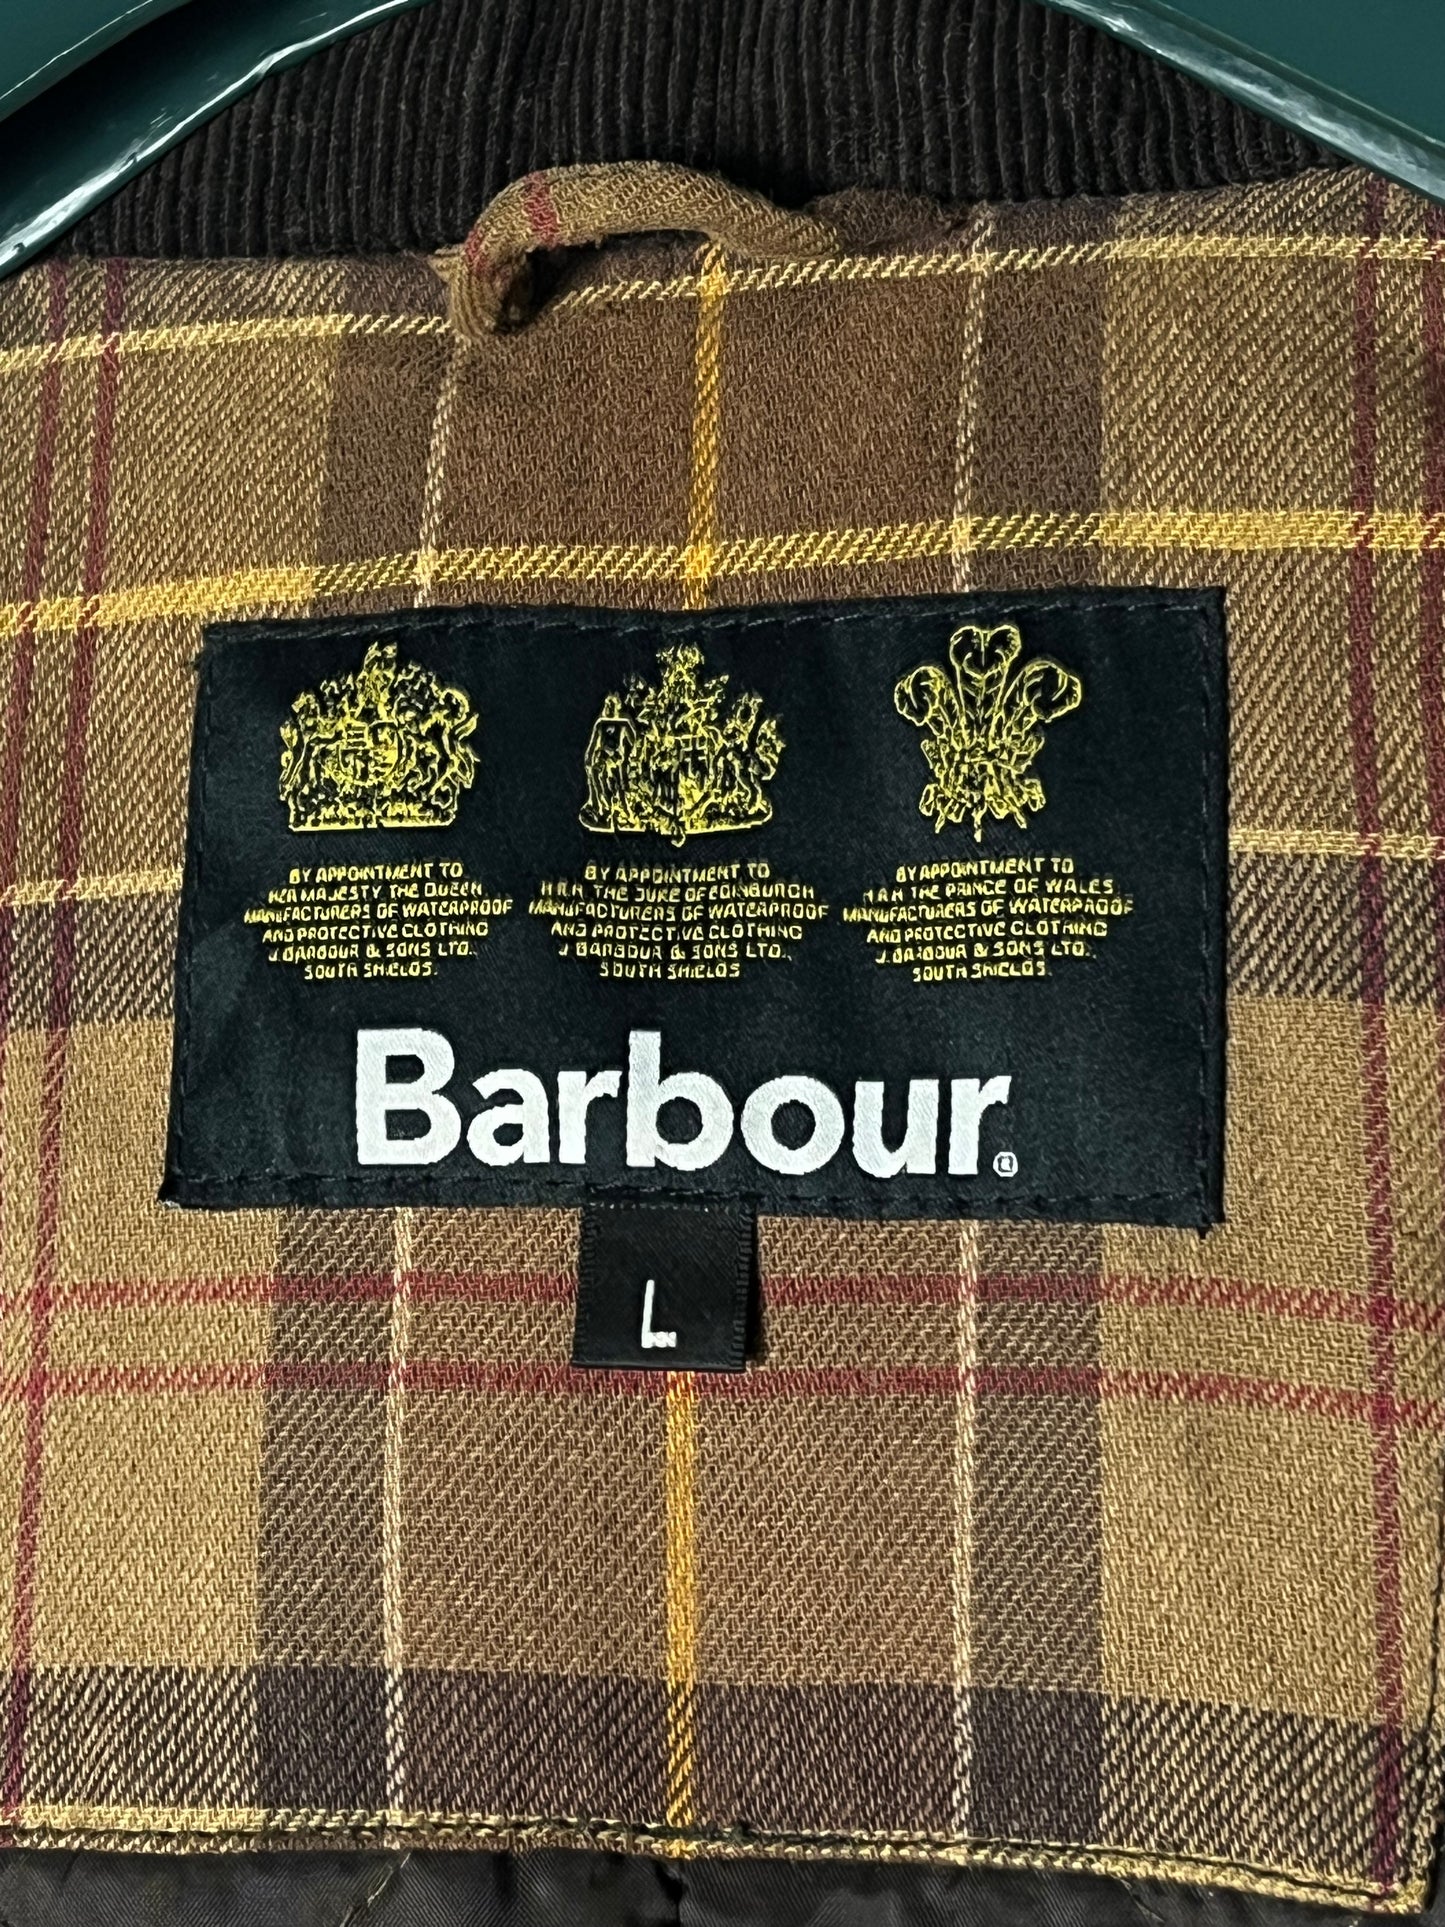 BY APPOINTMENT TO
HER MAJESTY THE QUEEN
MANUFACTURERS OF WATERPROOF
AND PROTECTIVE CLOTHING
J. BARBOUR & SONS LTD.,
SOUTH SHIELDS.
BY APPOINTMENT TO
H.R.H. THE DUKE OF EDINBURGH
MANUFACTURERS OF WATERPROOF
AND PROTECTIVE CLOTHING
J. BARBOUR & SONS LTD.,
SOUTH SHIELDS
BY APPOINTMENT TO
H.R.H. THE PRINCE OF WALES
MANUFACTURERS OF WATERPROOF
AND PROTECTIVE CLOTHING
J. BARBOUR & SONS LTD.,
SOUTH SHIELDS.
Barbour®
L